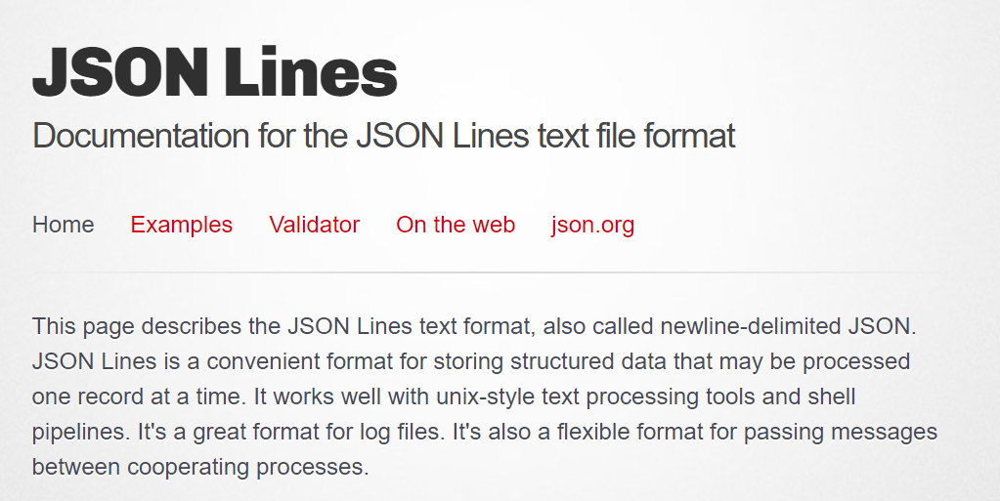 JSON Lines
Documentation for the JSON Lines text file format
Home Examples Validator On the web json.org
This page describes the JSON Lines text format, also called newline-delimited JSON.
JSON Lines is a convenient format for storing structured data that may be processed
one record at a time. It works well with unix-style text processing tools and shell
pipelines. It's a great format for log files. It's also a flexible format for passing messages
between cooperating processes.